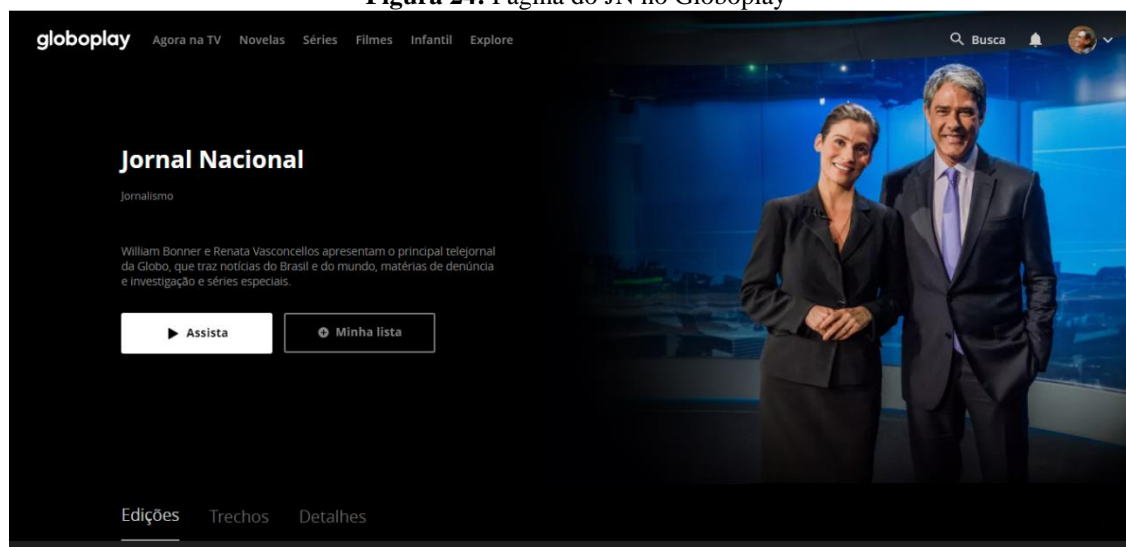 Figura 24: Página do JN no Globoplay
globoplay Agora na TV Novelas Séries Filmes Infantil Explore Busca
Jornal Nacional
Jornalismo
William Bonner e Renata Vasconcellos apresentam o principal telejornal
da Globo, que traz notícias do Brasil e do mundo, matérias de denúncia
e investigação e séries especiais.
Assista Minha lista
Edições Trechos Detalhes